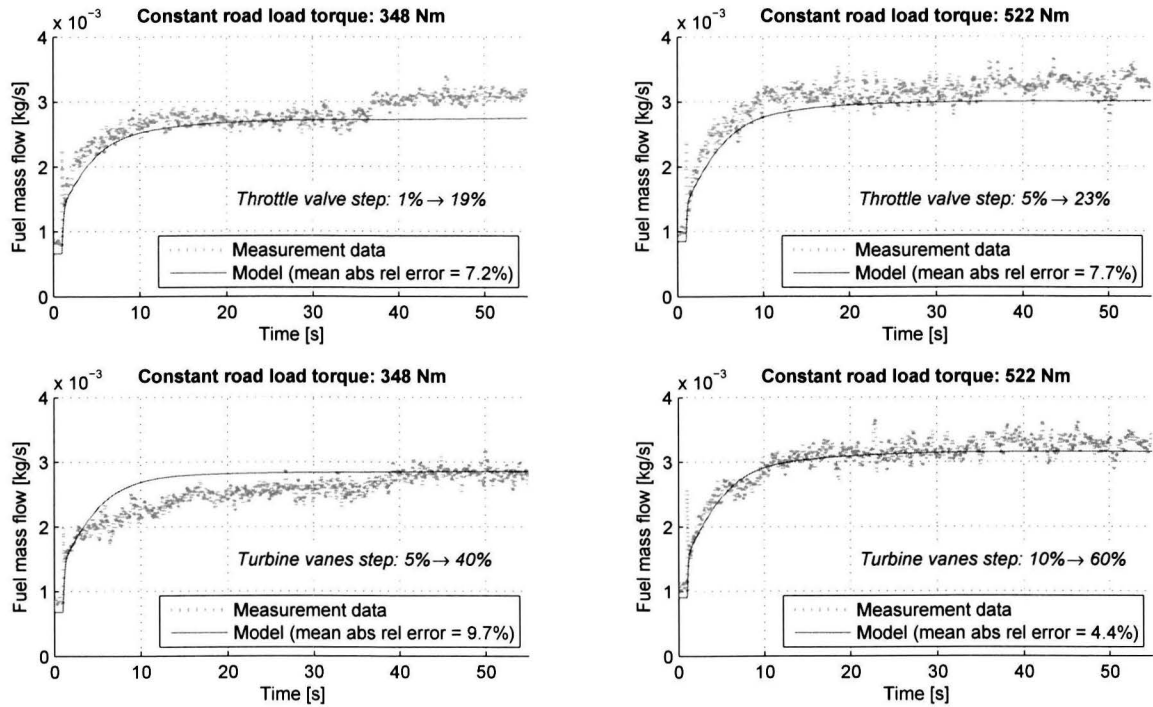 Constant road load torque: 348 Nm
x 10⁻³
4
3
2
1
0
Fuel mass flow [kg/s]
Throttle valve step: 1% → 19%
Measurement data
Model (mean abs rel error = 7.2%)
0 10 20 30 40 50
Time [s]
Constant road load torque: 522 Nm
x 10⁻³
4
3
2
1
0
Fuel mass flow [kg/s]
Throttle valve step: 5% → 23%
Measurement data
Model (mean abs rel error = 7.7%)
0 10 20 30 40 50
Time [s]
Constant road load torque: 348 Nm
x 10⁻³
4
3
2
1
0
Fuel mass flow [kg/s]
Turbine vanes step: 5% → 40%
Measurement data
Model (mean abs rel error = 9.7%)
0 10 20 30 40 50
Time [s]
Constant road load torque: 522 Nm
x 10⁻³
4
3
2
1
0
Fuel mass flow [kg/s]
Turbine vanes step: 10% → 60%
Measurement data
Model (mean abs rel error = 4.4%)
0 10 20 30 40 50
Time [s]